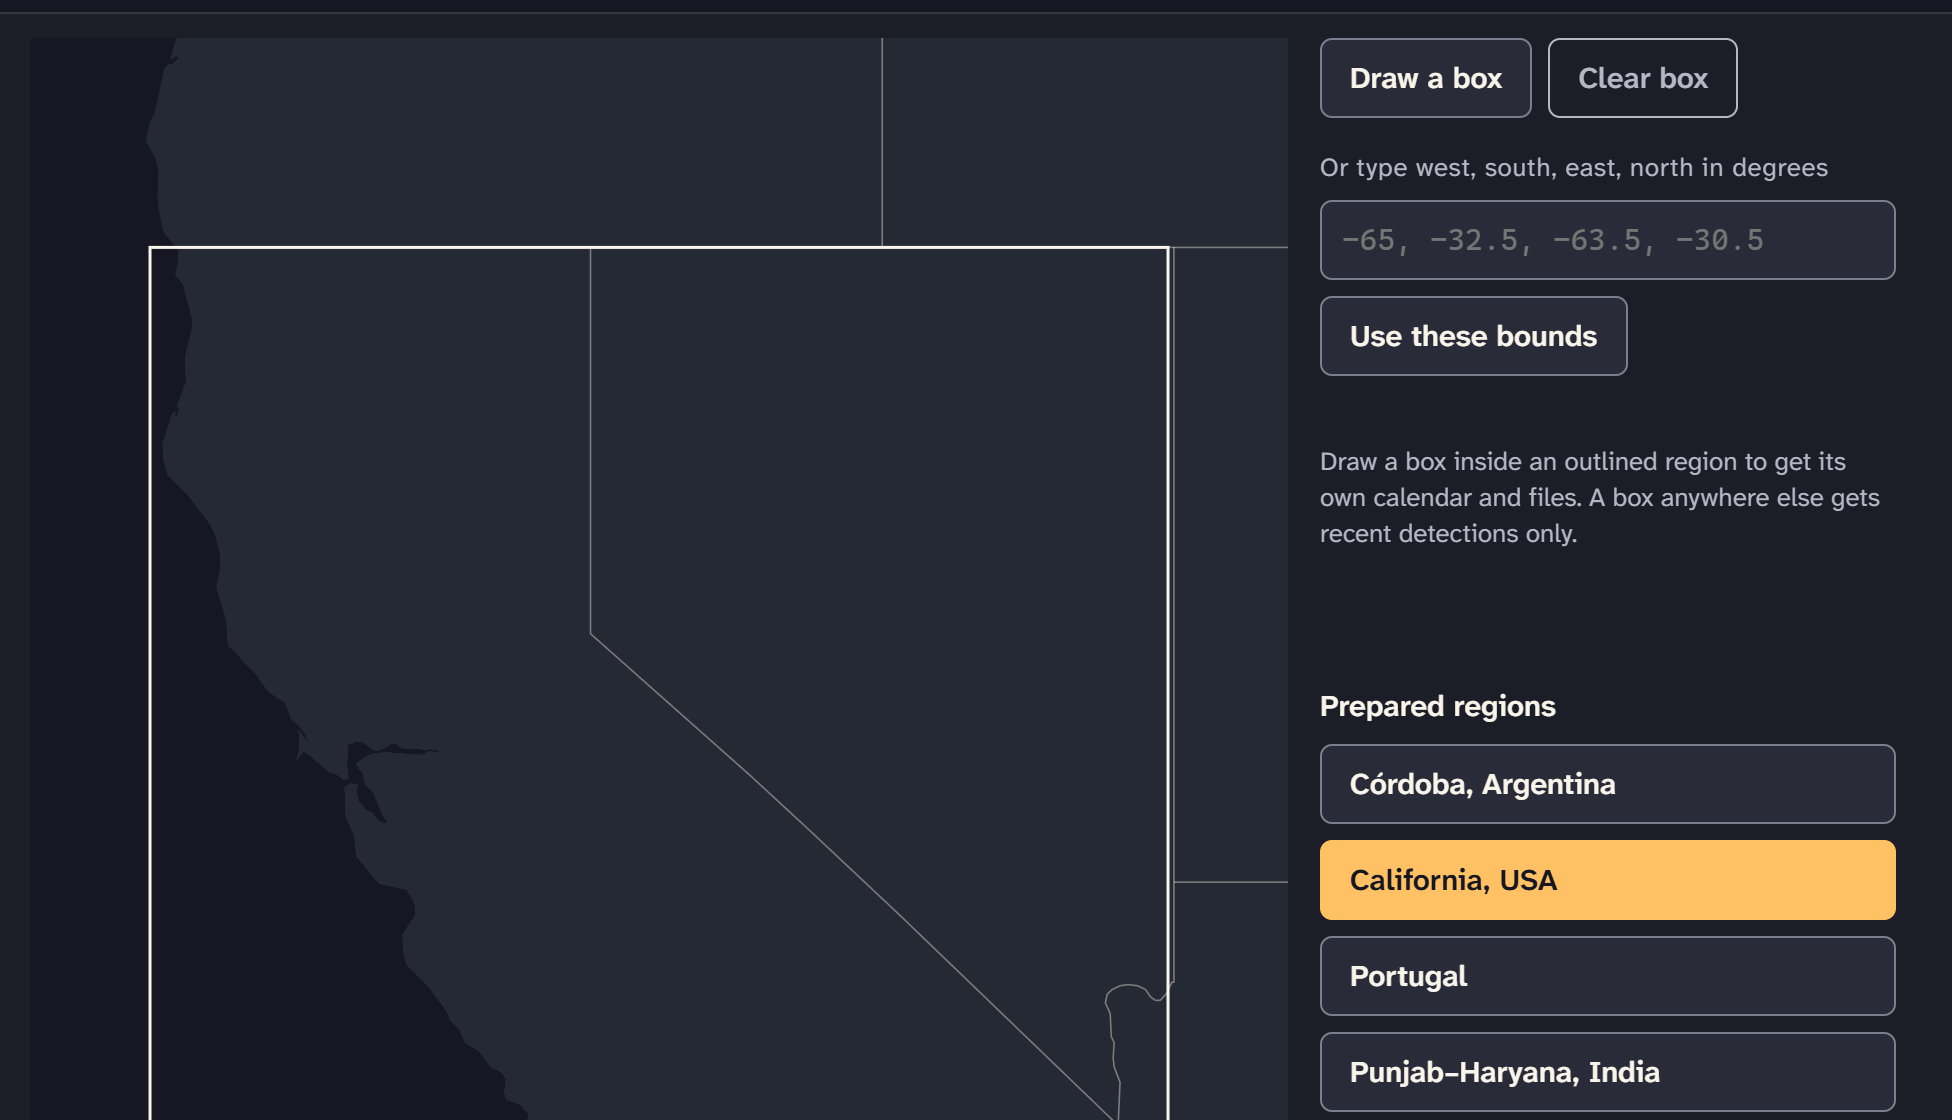 Draw a box
Clear box
Or type west, south, east, north in degrees
−65, −32.5, −63.5, −30.5
Use these bounds
Draw a box inside an outlined region to get its
own calendar and files. A box anywhere else gets
recent detections only.
Prepared regions
Córdoba, Argentina
California, USA
Portugal
Punjab–Haryana, India